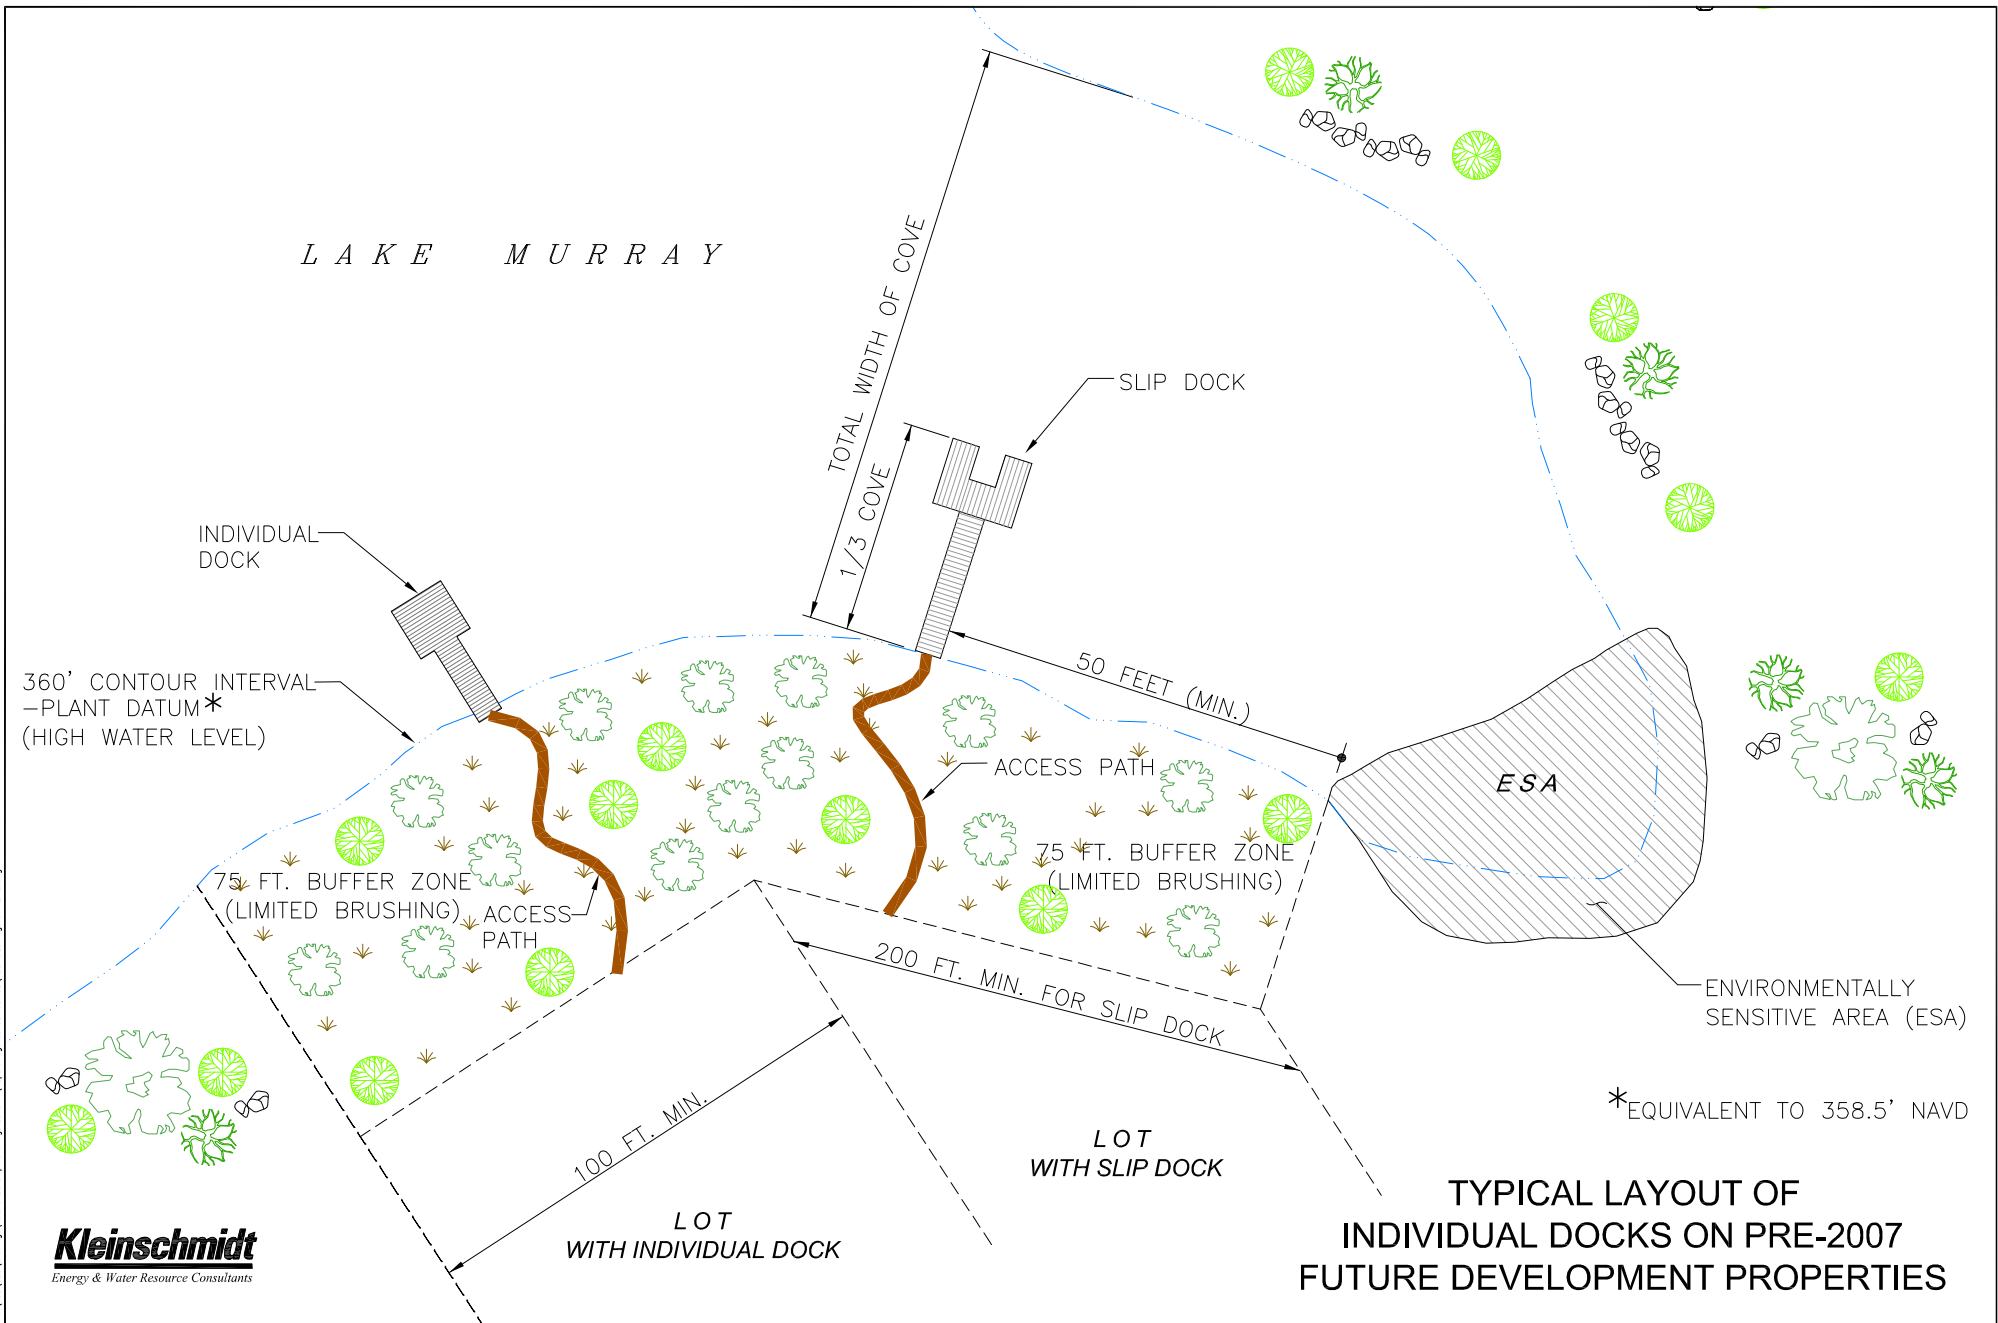 LAKE MURRAY
TOTAL WIDTH OF COVE
1/3 COVE
SLIP DOCK
INDIVIDUAL
DOCK
360' CONTOUR INTERVAL
-PLANT DATUM*
(HIGH WATER LEVEL)
50 FEET (MIN.)
ACCESS PATH
ESA
75 FT. BUFFER ZONE
(LIMITED BRUSHING)
75 FT. BUFFER ZONE
(LIMITED BRUSHING)
ACCESS
PATH
200 FT. MIN. FOR SLIP DOCK
ENVIRONMENTALLY
SENSITIVE AREA (ESA)
100 FT. MIN.
*EQUIVALENT TO 358.5' NAVD
LOT
WITH SLIP DOCK
LOT
WITH INDIVIDUAL DOCK
TYPICAL LAYOUT OF
INDIVIDUAL DOCKS ON PRE-2007
FUTURE DEVELOPMENT PROPERTIES
Kleinschmidt
Energy & Water Resource Consultants